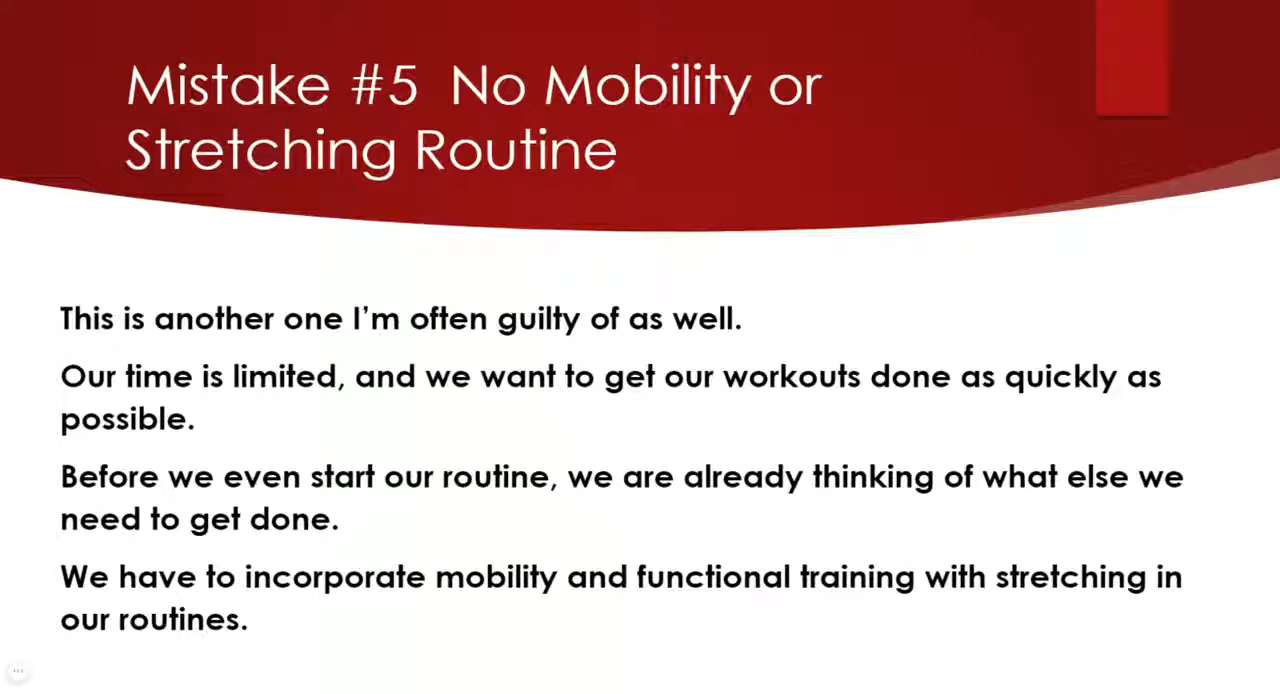 Mistake #5  No Mobility or
Stretching Routine
This is another one I’m often guilty of as well.
Our time is limited, and we want to get our workouts done as quickly as
possible.
Before we even start our routine, we are already thinking of what else we
need to get done.
We have to incorporate mobility and functional training with stretching in
our routines.